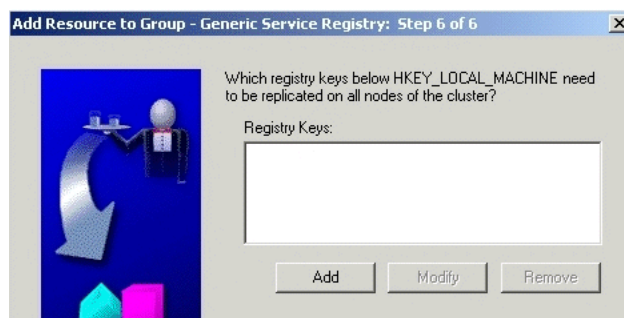 Add Resource to Group - Generic Service Registry: Step 6 of 6
Which registry keys below HKEY_LOCAL_MACHINE need
to be replicated on all nodes of the cluster?
Registry Keys:
Add Modify Remove